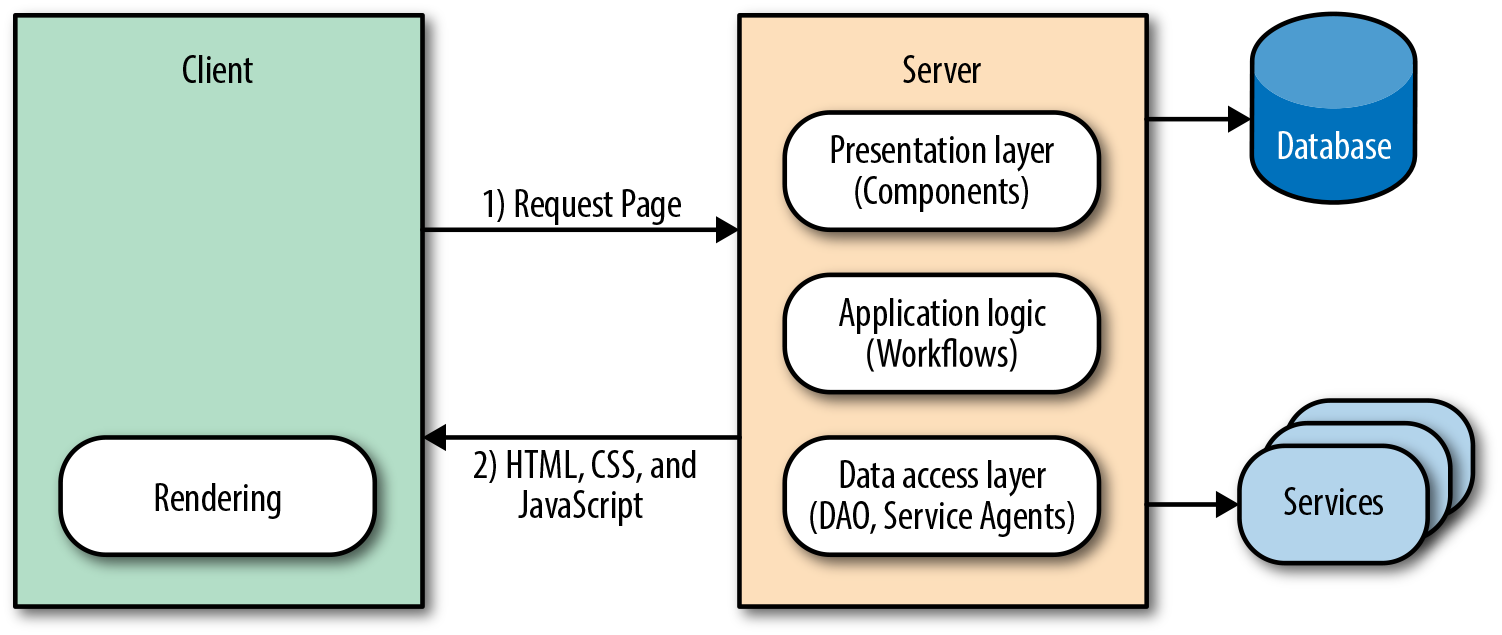 Client
Rendering
1) Request Page
2) HTML, CSS, and
JavaScript
Server
Presentation layer
(Components)
Application logic
(Workflows)
Data access layer
(DAO, Service Agents)
Database
Services